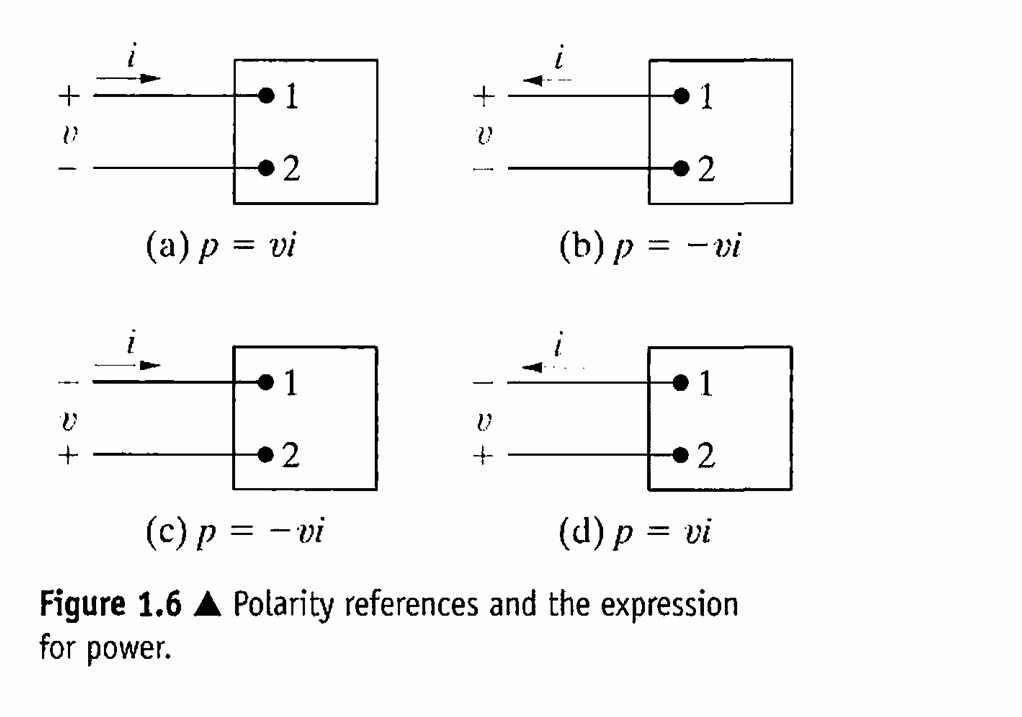 i
+
v
−
1
2
(a) p = vi
i
+
v
−
1
2
(b) p = −vi
i
−
v
+
1
2
(c) p = −vi
i
−
v
+
1
2
(d) p = vi
Figure 1.6 ▲ Polarity references and the expression
for power.